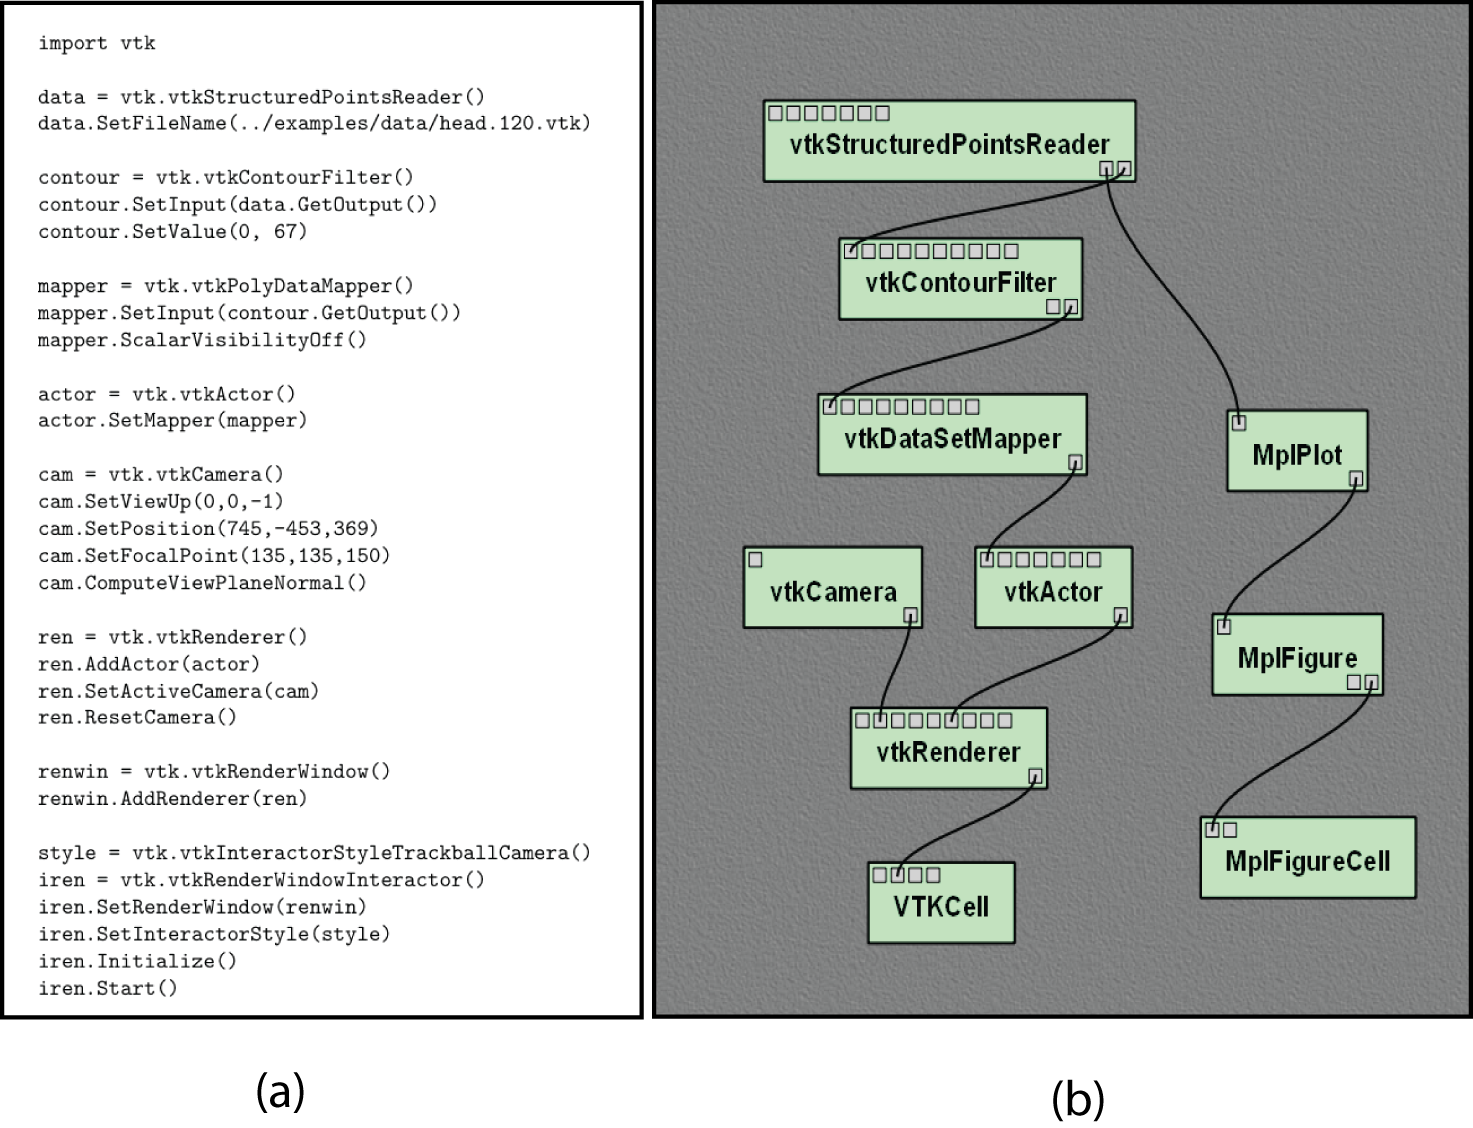 import vtk
data = vtk.vtkStructuredPointsReader()
data.SetFileName(../examples/data/head.120.vtk)
contour = vtk.vtkContourFilter()
contour.SetInput(data.GetOutput())
contour.SetValue(0, 67)
mapper = vtk.vtkPolyDataMapper()
mapper.SetInput(contour.GetOutput())
mapper.ScalarVisibilityOff()
actor = vtk.vtkActor()
actor.SetMapper(mapper)
cam = vtk.vtkCamera()
cam.SetViewUp(0,0,-1)
cam.SetPosition(745,-453,369)
cam.SetFocalPoint(135,135,150)
cam.ComputeViewPlaneNormal()
ren = vtk.vtkRenderer()
ren.AddActor(actor)
ren.SetActiveCamera(cam)
ren.ResetCamera()
renwin = vtk.vtkRenderWindow()
renwin.AddRenderer(ren)
style = vtk.vtkInteractorStyleTrackballCamera()
iren = vtk.vtkRenderWindowInteractor()
iren.SetRenderWindow(renwin)
iren.SetInteractorStyle(style)
iren.Initialize()
iren.Start()
(a)
vtkStructuredPointsReader
vtkContourFilter
vtkDataSetMapper
MplPlot
vtkCamera
vtkActor
MplFigure
vtkRenderer
MplFigureCell
VTKCell
(b)